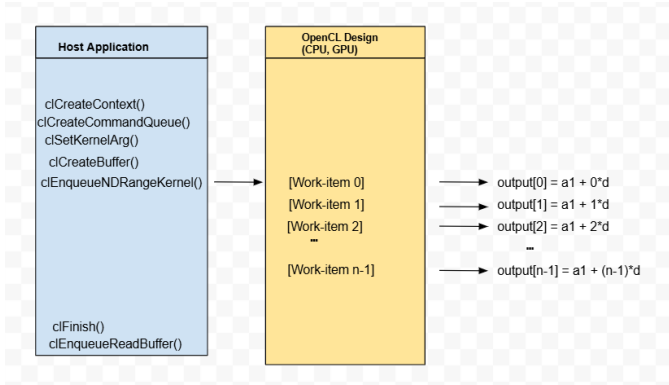 Host Application
clCreateContext()
clCreateCommandQueue()
clSetKernelArg()
clCreateBuffer()
clEnqueueNDRangeKernel()
clFinish()
clEnqueueReadBuffer()
OpenCL Design
(CPU, GPU)
[Work-item 0]
[Work-item 1]
[Work-item 2]
...
[Work-item n-1]
output[0] = a1 + 0*d
output[1] = a1 + 1*d
output[2] = a1 + 2*d
...
output[n-1] = a1 + (n-1)*d